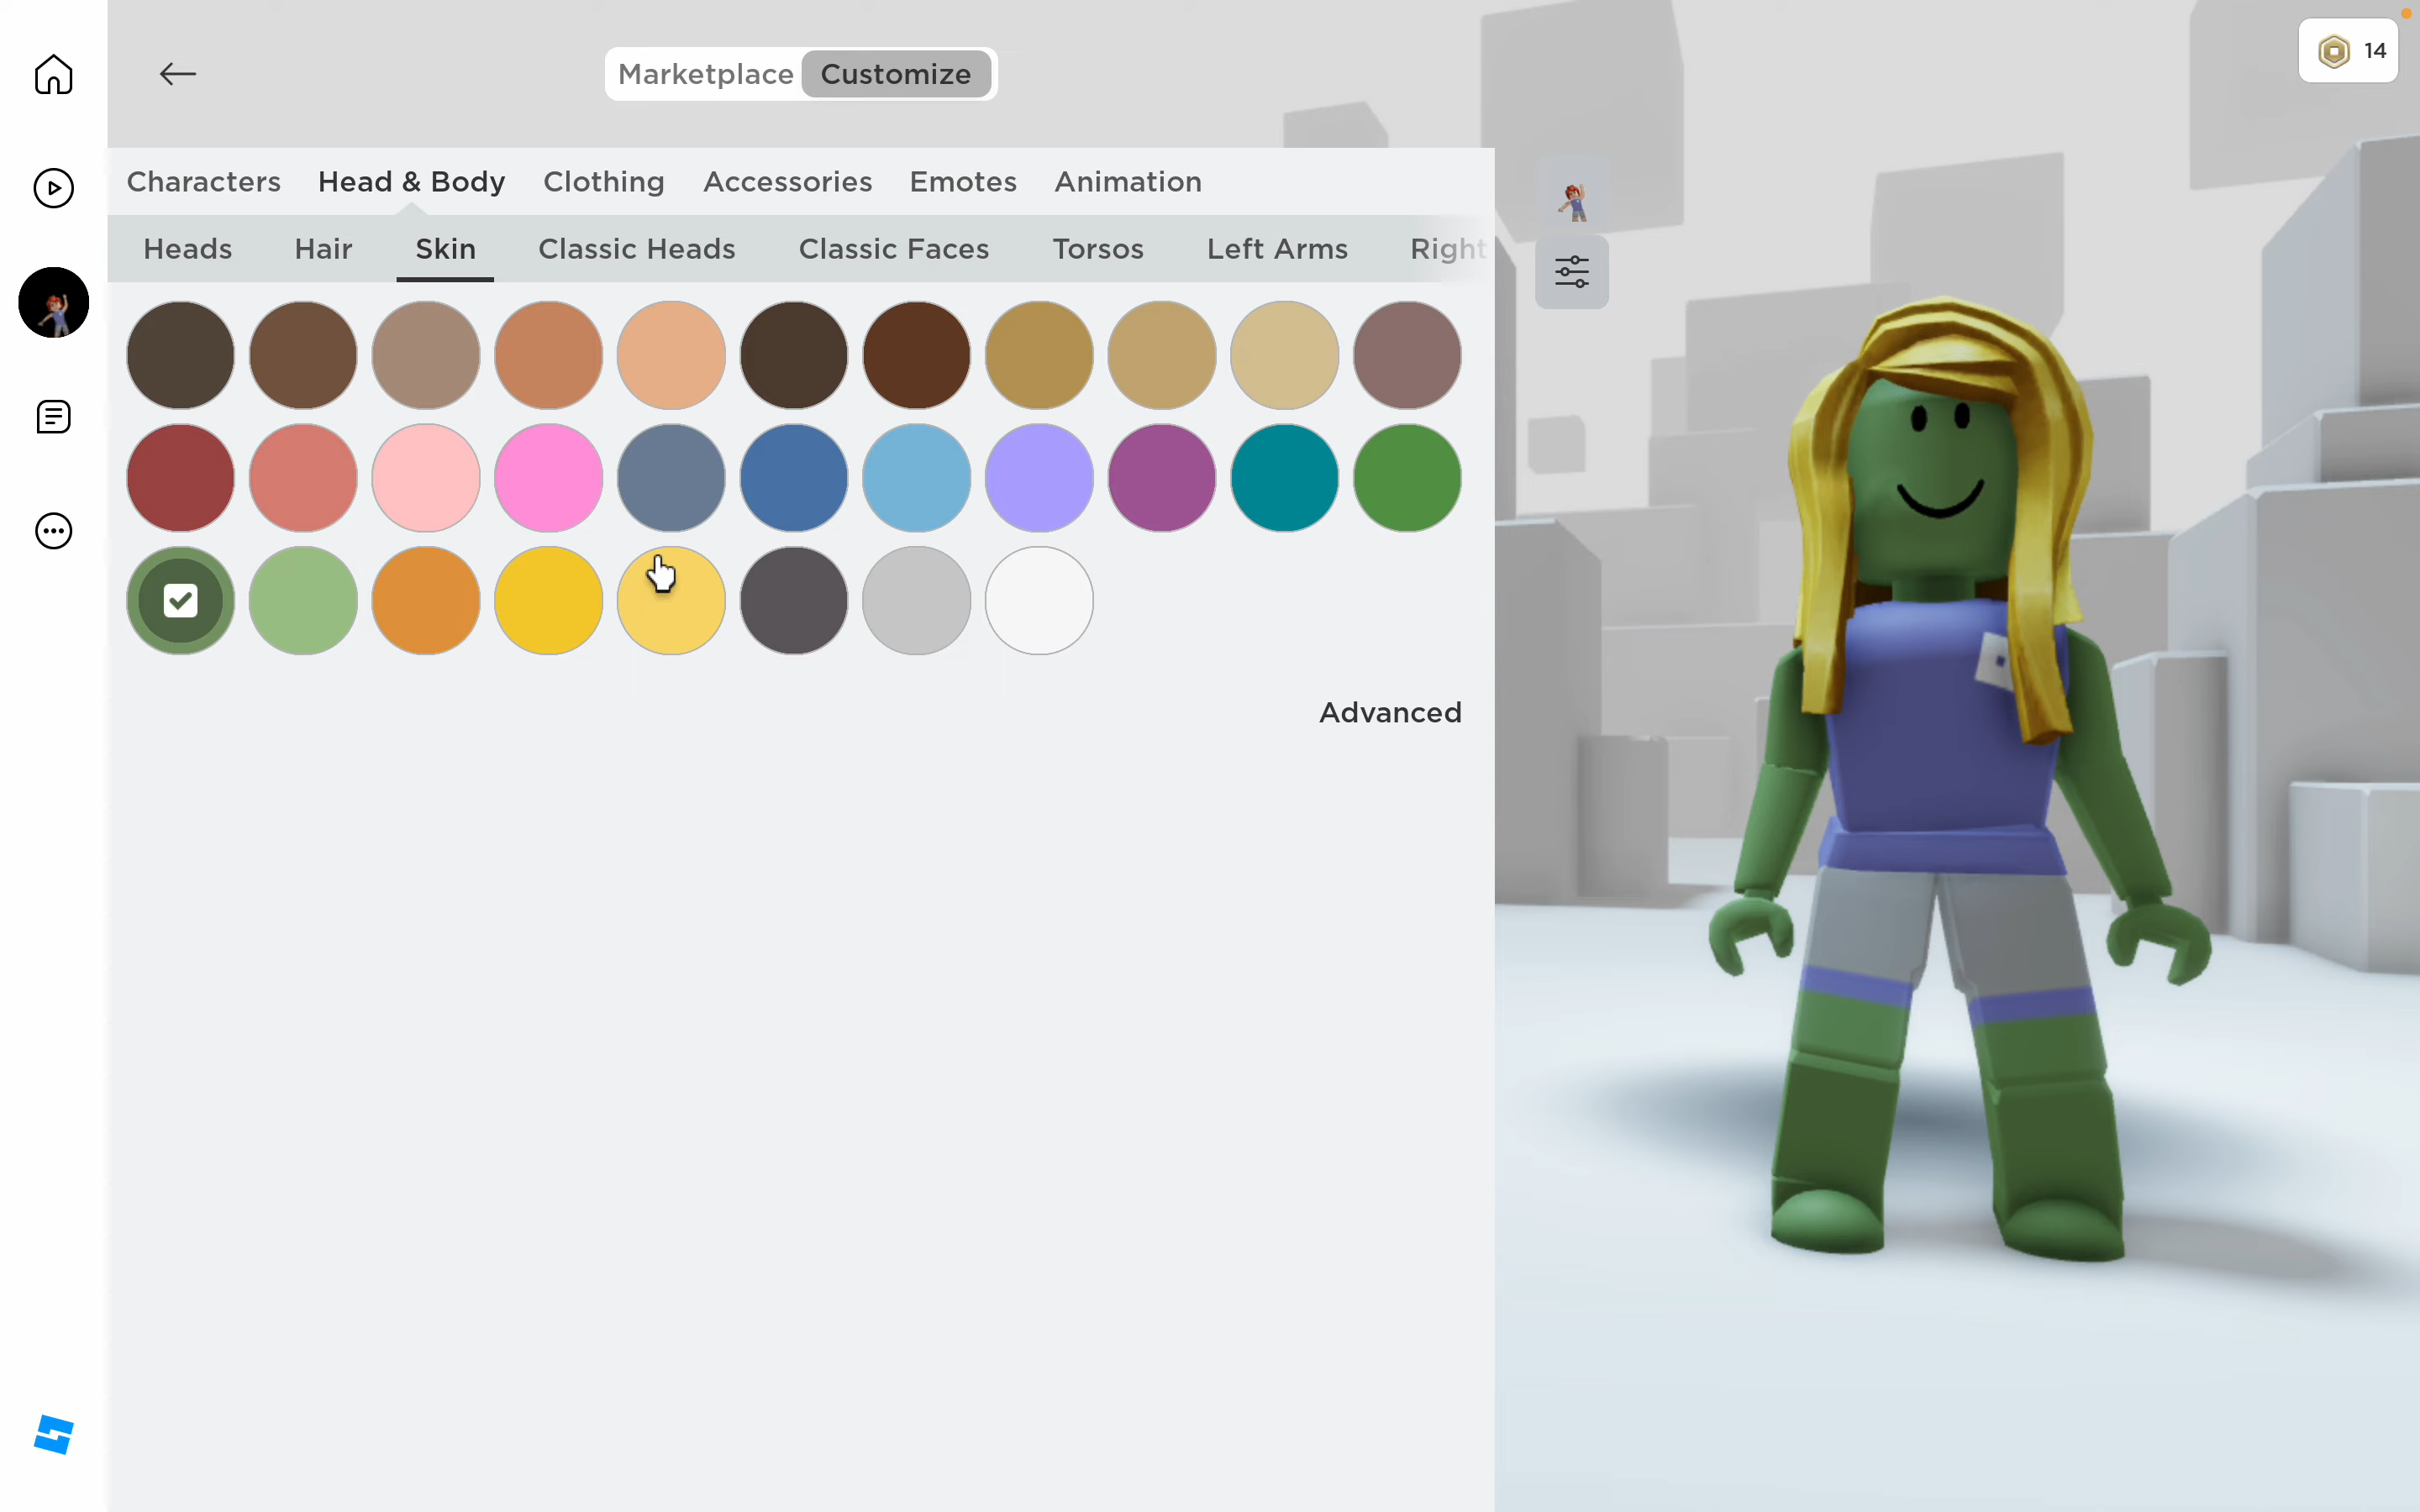 Marketplace Customize
14
Characters Head & Body Clothing Accessories Emotes Animation
Heads Hair Skin Classic Heads Classic Faces Torsos Left Arms Right
Advanced